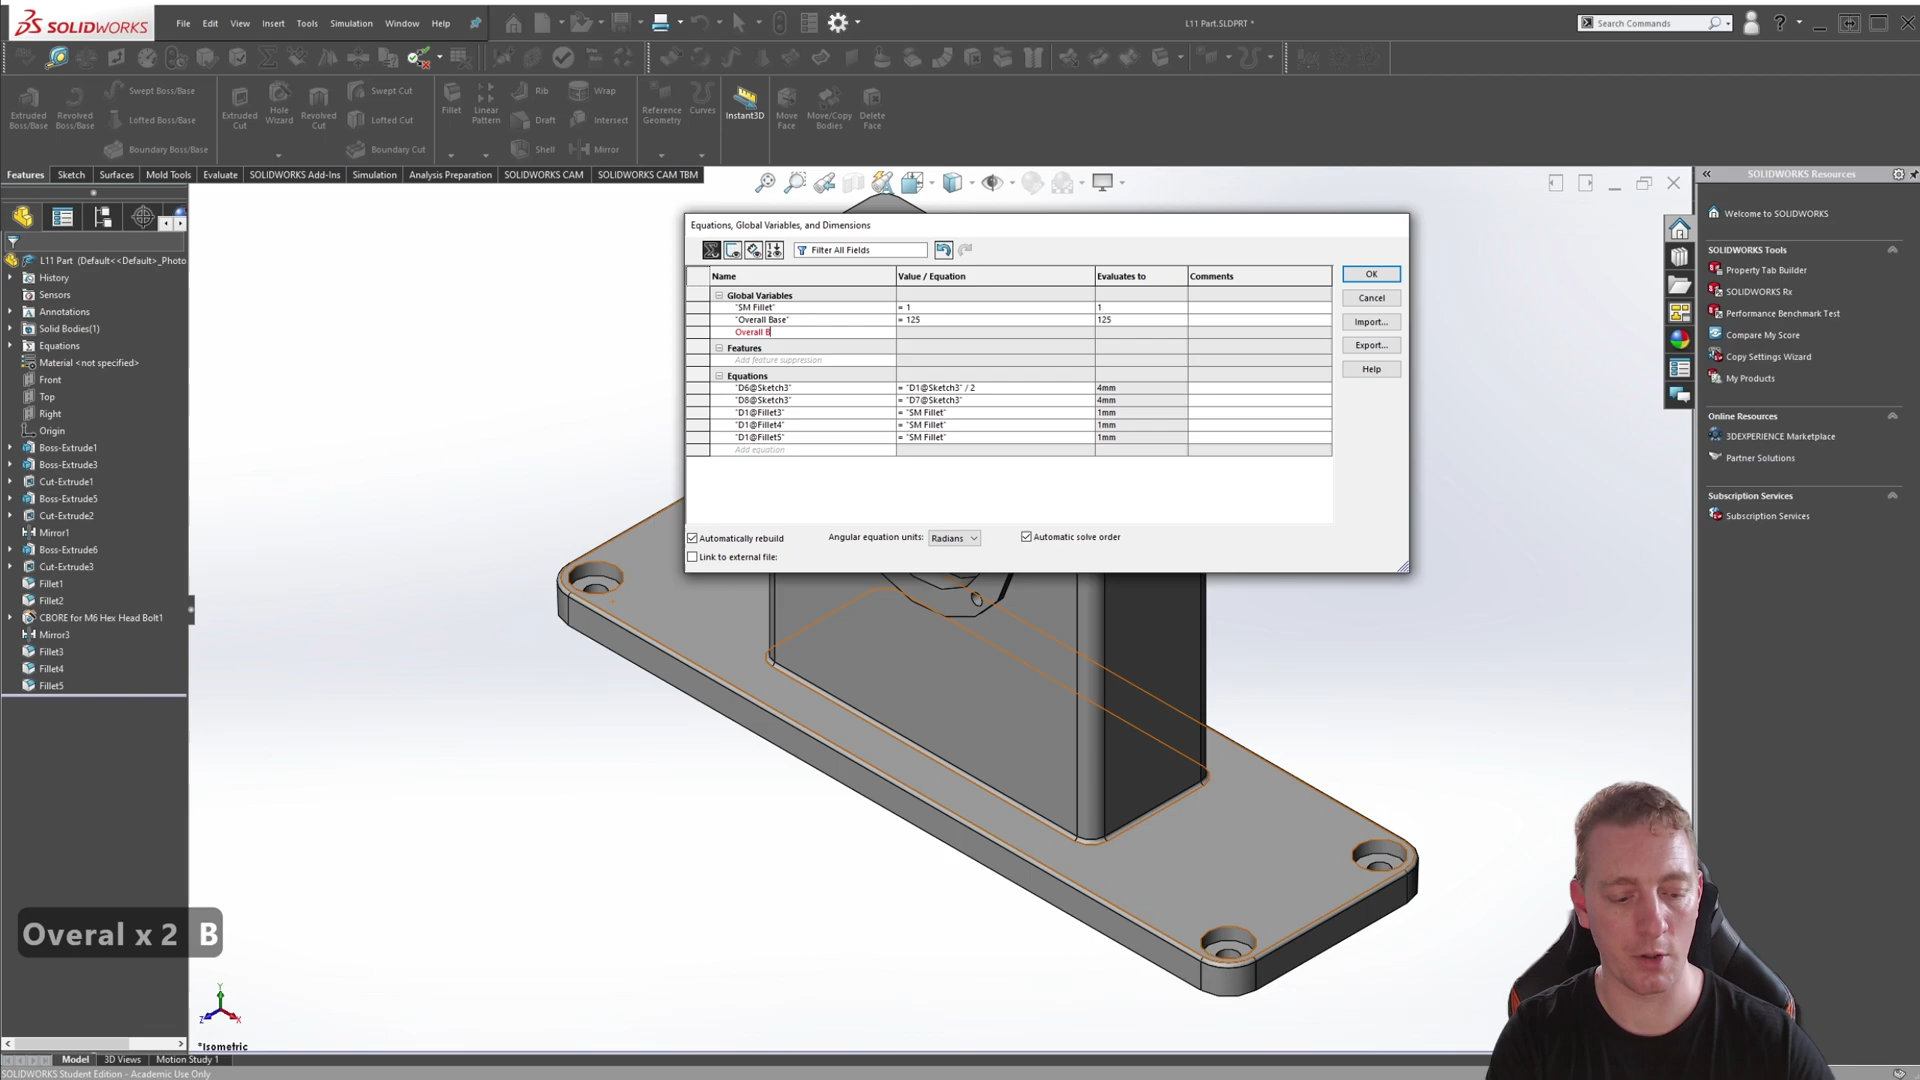 SOLIDWORKS
File
Edit
View
Insert
Tools
Simulation
Window
Help
L11 Part.SLDPRT *
Search Commands
Extruded Boss/Base
Revolved Boss/Base
Swept Boss/Base
Lofted Boss/Base
Boundary Boss/Base
Extruded Cut
Hole Wizard
Revolved Cut
Swept Cut
Lofted Cut
Boundary Cut
Fillet
Linear Pattern
Rib
Draft
Shell
Wrap
Intersect
Mirror
Reference Geometry
Curves
Instant3D
Move Face
Move/Copy Bodies
Delete Face
Features
Sketch
Surfaces
Mold Tools
Evaluate
SOLIDWORKS Add-Ins
Simulation
Analysis Preparation
SOLIDWORKS CAM
SOLIDWORKS CAM TBM
L11 Part (Default<<Default>_Photo
History
Sensors
Annotations
Solid Bodies(1)
Equations
Material <not specified>
Front
Top
Right
Origin
Boss-Extrude1
Boss-Extrude3
Cut-Extrude1
Boss-Extrude5
Cut-Extrude2
Mirror1
Boss-Extrude6
Cut-Extrude3
Fillet1
Fillet2
CBORE for M6 Hex Head Bolt1
Mirror3
Fillet3
Fillet4
Fillet5
Equations, Global Variables, and Dimensions
Filter All Fields
Name Value / Equation Evaluates to Comments
Global Variables
"SM Fillet" = 1 1
"Overall Base" = 125 125
Overall B
Features
Add feature suppression
Equations
"D6@Sketch3" = "D1@Sketch3" / 2 4mm
"D8@Sketch3" = "D7@Sketch3" 4mm
"D1@Fillet3" = "SM Fillet" 1mm
"D1@Fillet4" = "SM Fillet" 1mm
"D1@Fillet5" = "SM Fillet" 1mm
Add equation
OK
Cancel
Import...
Export...
Help
Automatically rebuild
Angular equation units: Radians
Automatic solve order
Link to external file:
SOLIDWORKS Resources
Welcome to SOLIDWORKS
SOLIDWORKS Tools
Property Tab Builder
SOLIDWORKS Rx
Performance Benchmark Test
Compare My Score
Copy Settings Wizard
My Products
Online Resources
3DEXPERIENCE Marketplace
Partner Solutions
Subscription Services
Subscription Services
Overal x 2 B
Y
Z
X
*Isometric
Model
3D Views
Motion Study 1
SOLIDWORKS Student Edition - Academic Use Only